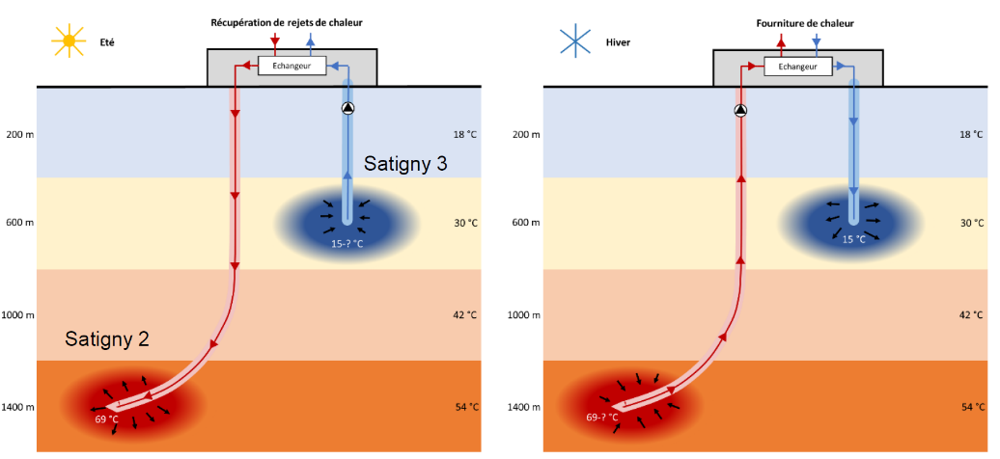 Récupération de rejets de chaleur
Eté
Echangeur
200 m
18 °C
Satigny 3
600 m
30 °C
15-? °C
1000 m
42 °C
Satigny 2
1400 m
54 °C
69 °C
Fourniture de chaleur
Hiver
Echangeur
200 m
18 °C
600 m
30 °C
15 °C
1000 m
42 °C
1400 m
54 °C
69-? °C